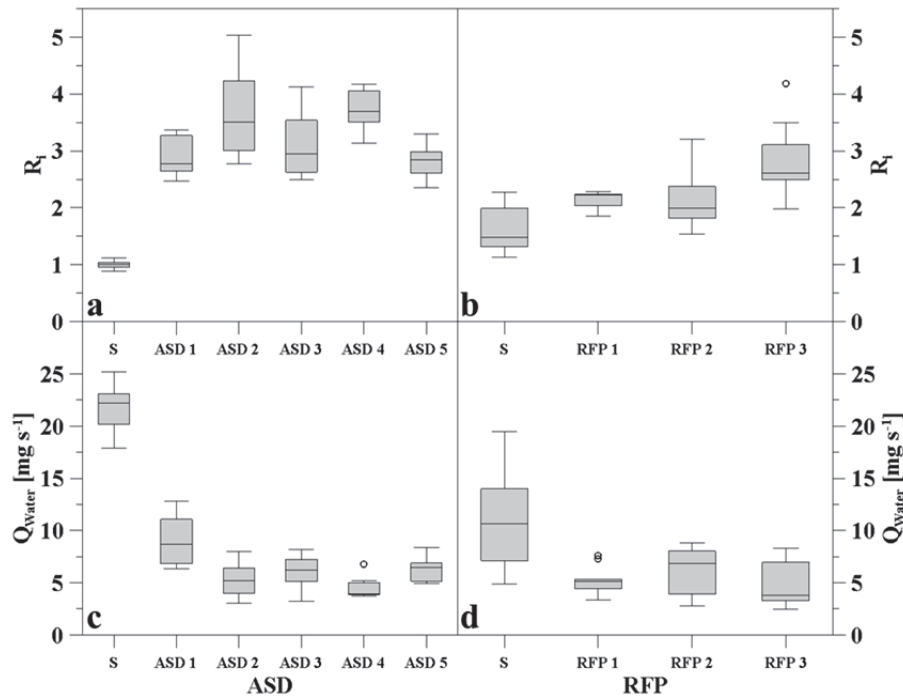 5
4
3
2
1
0
R_i
a
S
ASD 1
ASD 2
ASD 3
ASD 4
ASD 5
b
5
4
3
2
1
0
R_i
S
RFP 1
RFP 2
RFP 3
25
20
15
10
5
0
Q_Water [mg s⁻¹]
c
S
ASD 1
ASD 2
ASD 3
ASD 4
ASD 5
ASD
d
25
20
15
10
5
0
Q_Water [mg s⁻¹]
S
RFP 1
RFP 2
RFP 3
RFP